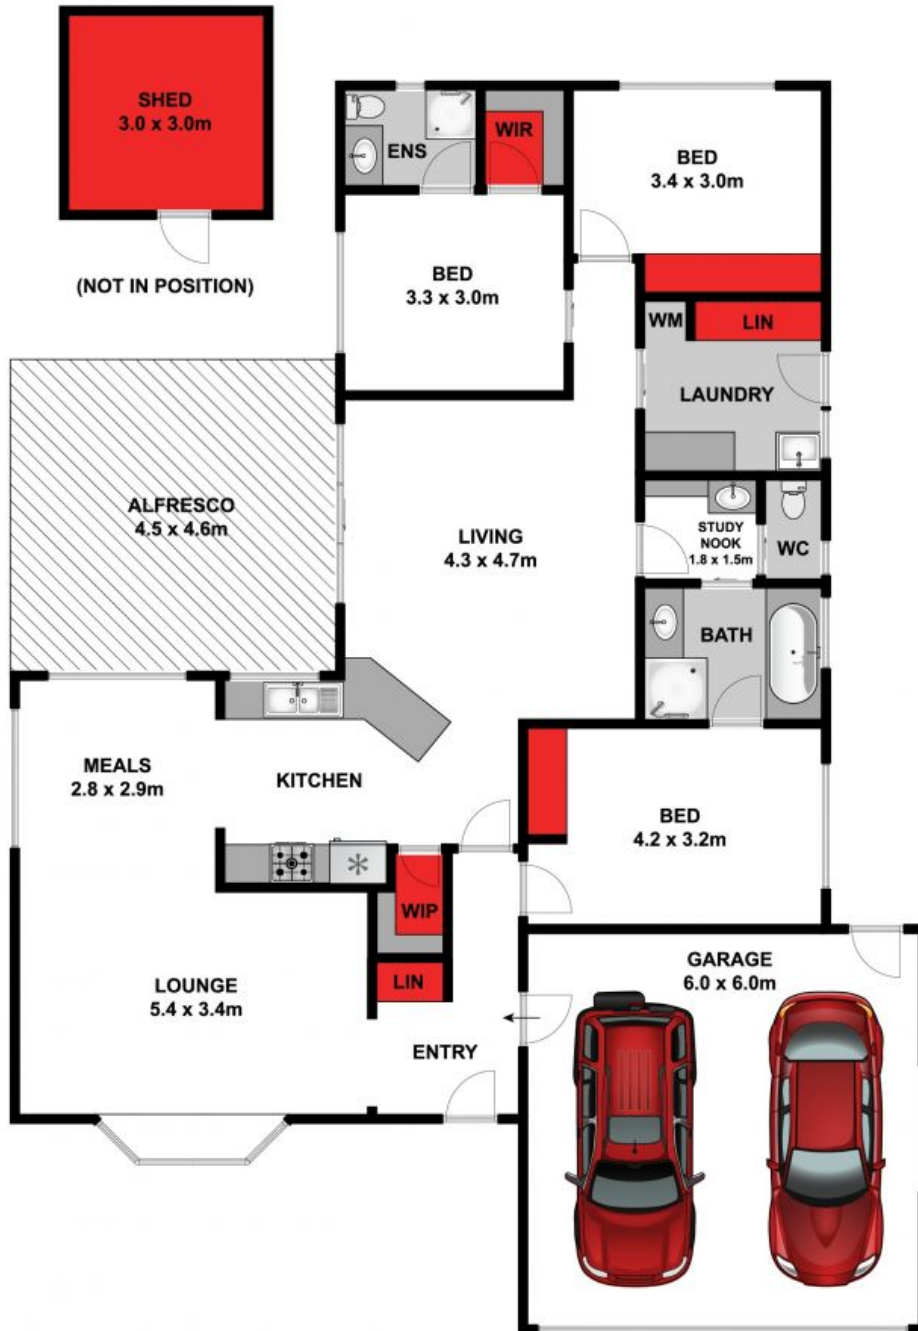 SHED
3.0 x 3.0m
(NOT IN POSITION)
ENS
WIR
BED
3.4 x 3.0m
BED
3.3 x 3.0m
WM
LIN
LAUNDRY
ALFRESCO
4.5 x 4.6m
LIVING
4.3 x 4.7m
STUDY
NOOK
1.8 x 1.5m
WC
BATH
MEALS
2.8 x 2.9m
KITCHEN
BED
4.2 x 3.2m
WIP
LIN
LOUNGE
5.4 x 3.4m
ENTRY
GARAGE
6.0 x 6.0m